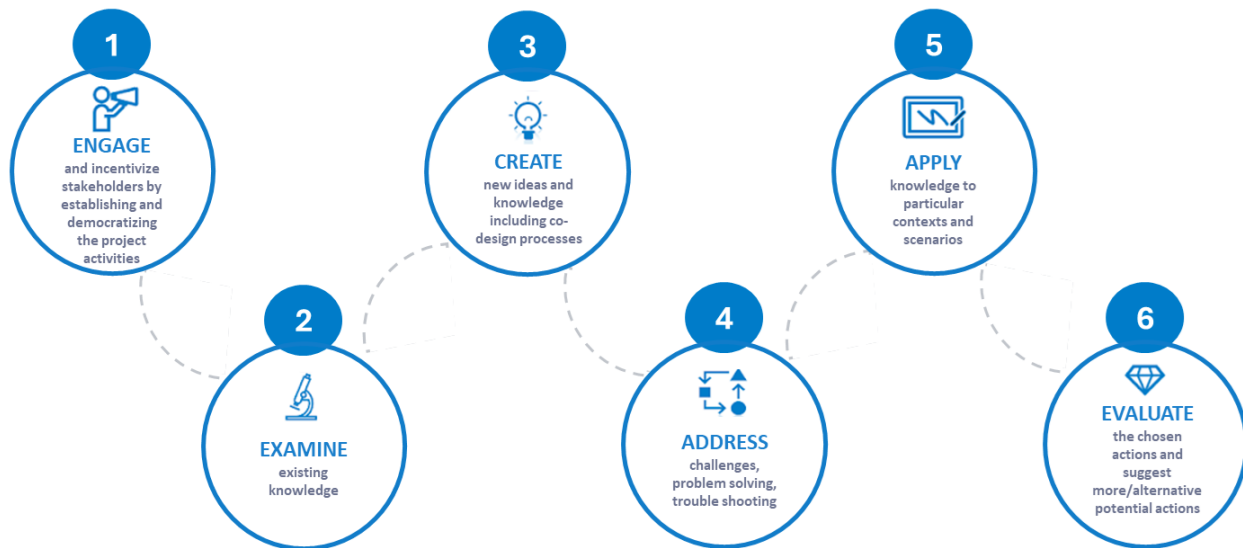 1
ENGAGE
and incentivize
stakeholders by
establishing and
democratizing
the project
activities
2
EXAMINE
existing
knowledge
3
CREATE
new ideas and
knowledge
including co-
design processes
4
ADDRESS
challenges,
problem solving,
trouble shooting
5
APPLY
knowledge to
particular
contexts and
scenarios
6
EVALUATE
the chosen
actions and
suggest
more/alternative
potential actions